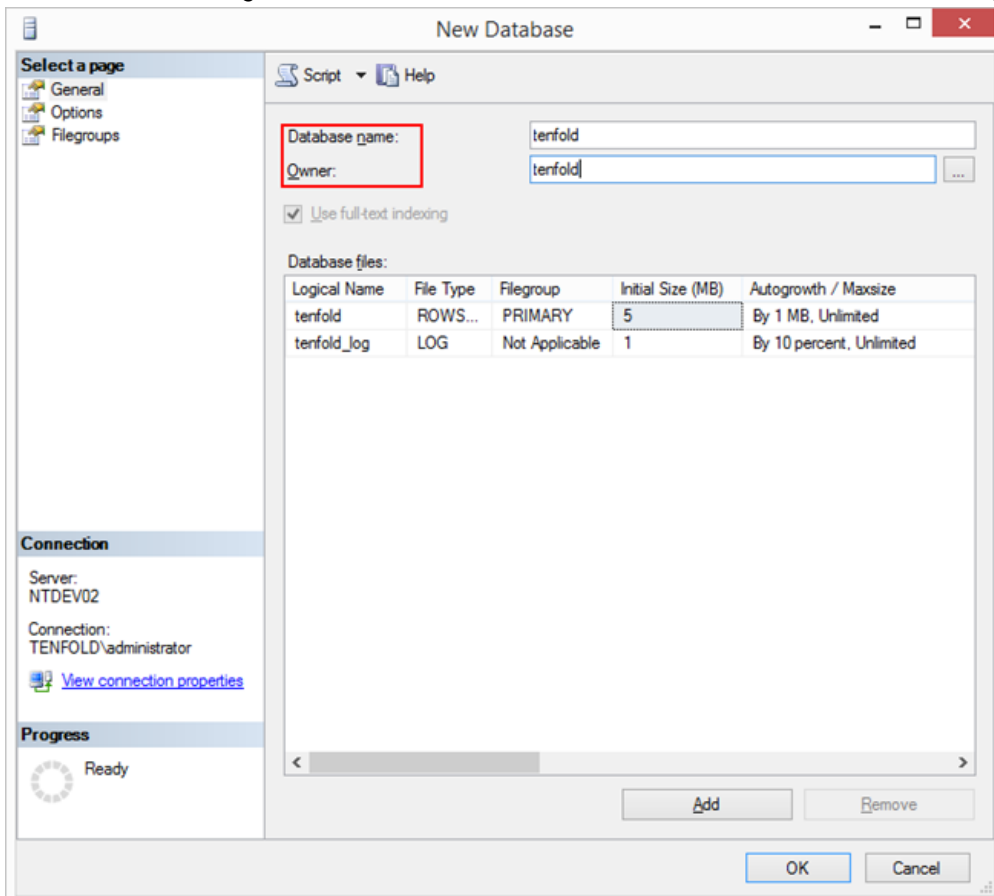 New Database
Select a page
General
Options
Filegroups
Script Help
Database name: tenfold
Owner: tenfold
...
Use full-text indexing
Database files:
Logical Name File Type Filegroup Initial Size (MB) Autogrowth / Maxsize
tenfold ROWS... PRIMARY 5 By 1 MB, Unlimited
tenfold_log LOG Not Applicable 1 By 10 percent, Unlimited
Connection
Server:
NTDEV02
Connection:
TENFOLD\administrator
View connection properties
Progress
Ready
Add Remove
OK Cancel